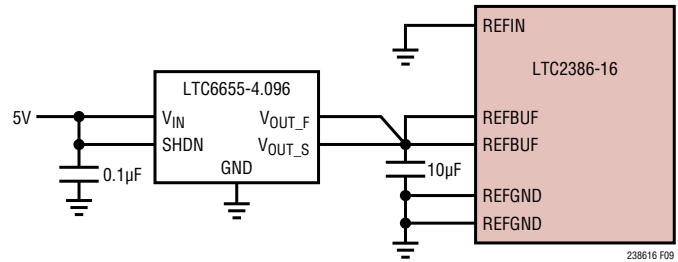 REFIN
LTC2386-16
LTC6655-4.096
5V
VIN
VOUT_F
REFBUF
SHDN
VOUT_S
REFBUF
GND
0.1µF
10µF
REFGND
REFGND
238616 F09